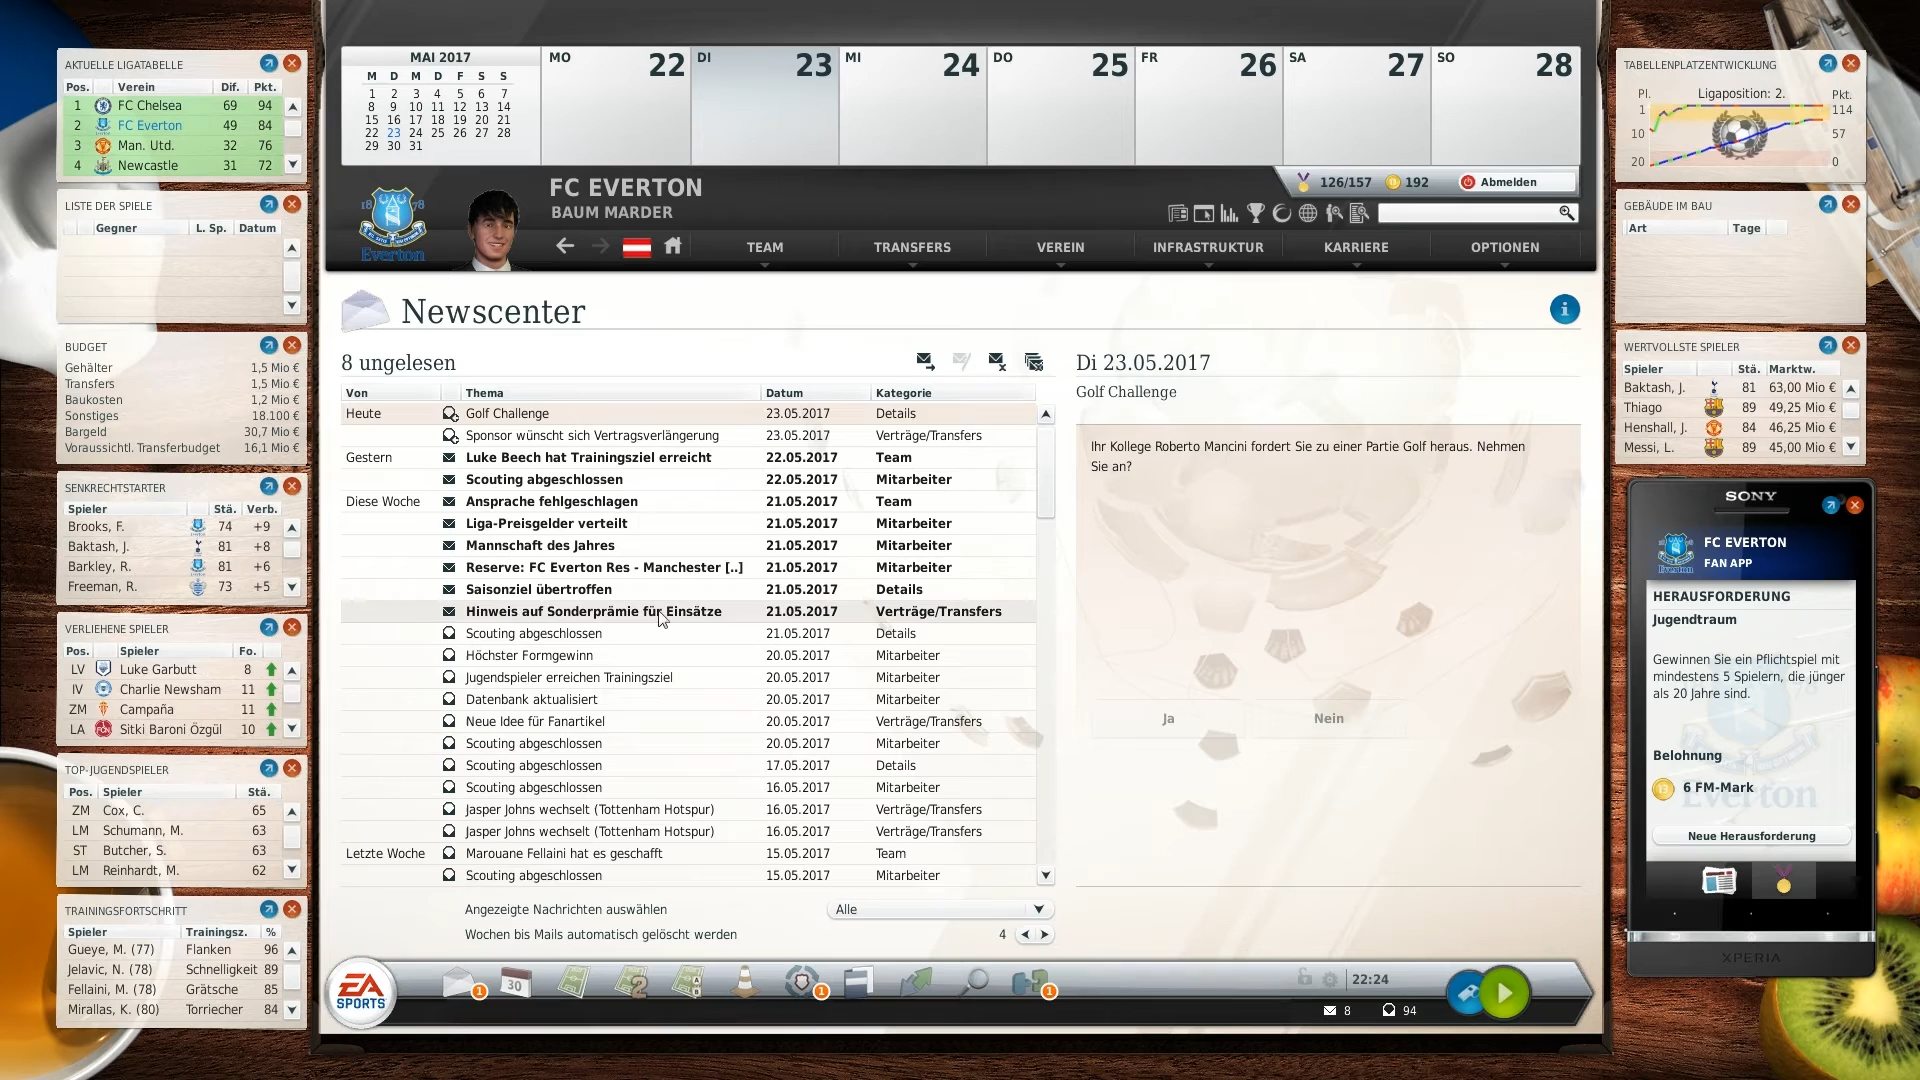 AKTUELLE LIGATABELLE
Pos. Verein Dif. Pkt.
1 FC Chelsea 69 94
2 FC Everton 49 84
3 Man. Utd. 32 76
4 Newcastle 31 72
LISTE DER SPIELE
Gegner L. Sp. Datum
BUDGET
Gehälter 1,5 Mio €
Transfers 1,5 Mio €
Baukosten 1,2 Mio €
Sonstiges 18.100 €
Bargeld 30,7 Mio €
Voraussichtl. Transferbudget 16,1 Mio €
SENKRECHTSTARTER
Spieler Stä. Verb.
Brooks, F. 74 +9
Baktash, J. 81 +8
Barkley, R. 81 +6
Freeman, R. 73 +5
VERLIEHENE SPIELER
Pos. Spieler Fo.
LV Luke Garbutt 8
IV Charlie Newsham 11
ZM Campaña 11
LA Sitki Baroni Özgül 10
TOP-JUGENDSPIELER
Pos. Spieler Stä.
ZM Cox, C. 65
LM Schumann, M. 63
ST Butcher, S. 63
LM Reinhardt, M. 62
TRAININGSFORTSCHRITT
Spieler Trainingsz. %
Gueye, M. (77) Flanken 96
Jelavic, N. (78) Schnelligkeit 89
Fellaini, M. (78) Grätsche 85
Mirallas, K. (80) Torriecher 84
MAI 2017
M D M D F S S
1 2 3 4 5 6 7
8 9 10 11 12 13 14
15 16 17 18 19 20 21
22 23 24 25 26 27 28
29 30 31
MO 22 DI 23 MI 24 DO 25 FR 26 SA 27 SO 28
18 78
Everton
FC EVERTON
BAUM MARDER
126/157 192 Abmelden
TEAM TRANSFERS VEREIN INFRASTRUKTUR KARRIERE OPTIONEN
Newscenter
8 ungelesen
Von Thema Datum Kategorie
Heute Golf Challenge 23.05.2017 Details
Sponsor wünscht sich Vertragsverlängerung 23.05.2017 Verträge/Transfers
Gestern Luke Beech hat Trainingsziel erreicht 22.05.2017 Team
Scouting abgeschlossen 22.05.2017 Mitarbeiter
Diese Woche Ansprache fehlgeschlagen 21.05.2017 Team
Liga-Preisgelder verteilt 21.05.2017 Mitarbeiter
Mannschaft des Jahres 21.05.2017 Mitarbeiter
Reserve: FC Everton Res - Manchester [..] 21.05.2017 Mitarbeiter
Saisonziel übertroffen 21.05.2017 Details
Hinweis auf Sonderprämie für Einsätze 21.05.2017 Verträge/Transfers
Scouting abgeschlossen 21.05.2017 Details
Höchster Formgewinn 20.05.2017 Mitarbeiter
Jugendspieler erreichen Trainingsziel 20.05.2017 Mitarbeiter
Datenbank aktualisiert 20.05.2017 Mitarbeiter
Neue Idee für Fanartikel 20.05.2017 Verträge/Transfers
Scouting abgeschlossen 20.05.2017 Mitarbeiter
Scouting abgeschlossen 17.05.2017 Details
Scouting abgeschlossen 16.05.2017 Mitarbeiter
Jasper Johns wechselt (Tottenham Hotspur) 16.05.2017 Verträge/Transfers
Jasper Johns wechselt (Tottenham Hotspur) 16.05.2017 Verträge/Transfers
Letzte Woche Marouane Fellaini hat es geschafft 15.05.2017 Team
Scouting abgeschlossen 15.05.2017 Mitarbeiter
Angezeigte Nachrichten auswählen Alle
Wochen bis Mails automatisch gelöscht werden 4
Di 23.05.2017
Golf Challenge
Ihr Kollege Roberto Mancini fordert Sie zu einer Partie Golf heraus. Nehmen
Sie an?
Ja Nein
EA
SPORTS
1 30 2 1 1
22:24
8 94
TABELLENPLATZENTWICKLUNG
Pl. Ligaposition: 2. Pkt.
1 114
10 57
20 0
GEBÄUDE IM BAU
Art Tage
WERTVOLLSTE SPIELER
Spieler Stä. Marktw.
Baktash, J. 81 63,00 Mio €
Thiago 89 49,25 Mio €
Henshall, J. 84 46,25 Mio €
Messi, L. 89 45,00 Mio €
SONY
FC EVERTON
FAN APP
HERAUSFORDERUNG
Jugendtraum
Gewinnen Sie ein Pflichtspiel mit
mindestens 5 Spielern, die jünger
als 20 Jahre sind.
Belohnung
6 FM-Mark
Everton
Neue Herausforderung
XPERIA